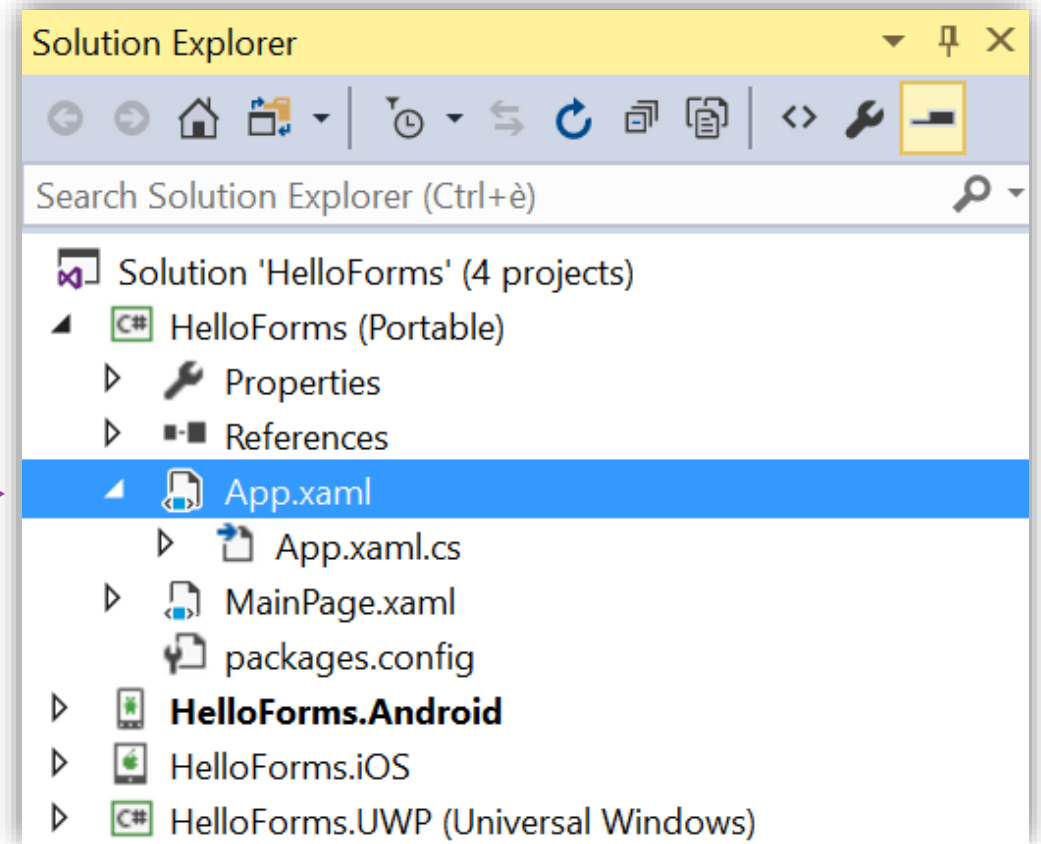 Solution Explorer
Search Solution Explorer (Ctrl+è)
Solution 'HelloForms' (4 projects)
C# HelloForms (Portable)
Properties
References
App.xaml
App.xaml.cs
MainPage.xaml
packages.config
HelloForms.Android
HelloForms.iOS
C# HelloForms.UWP (Universal Windows)